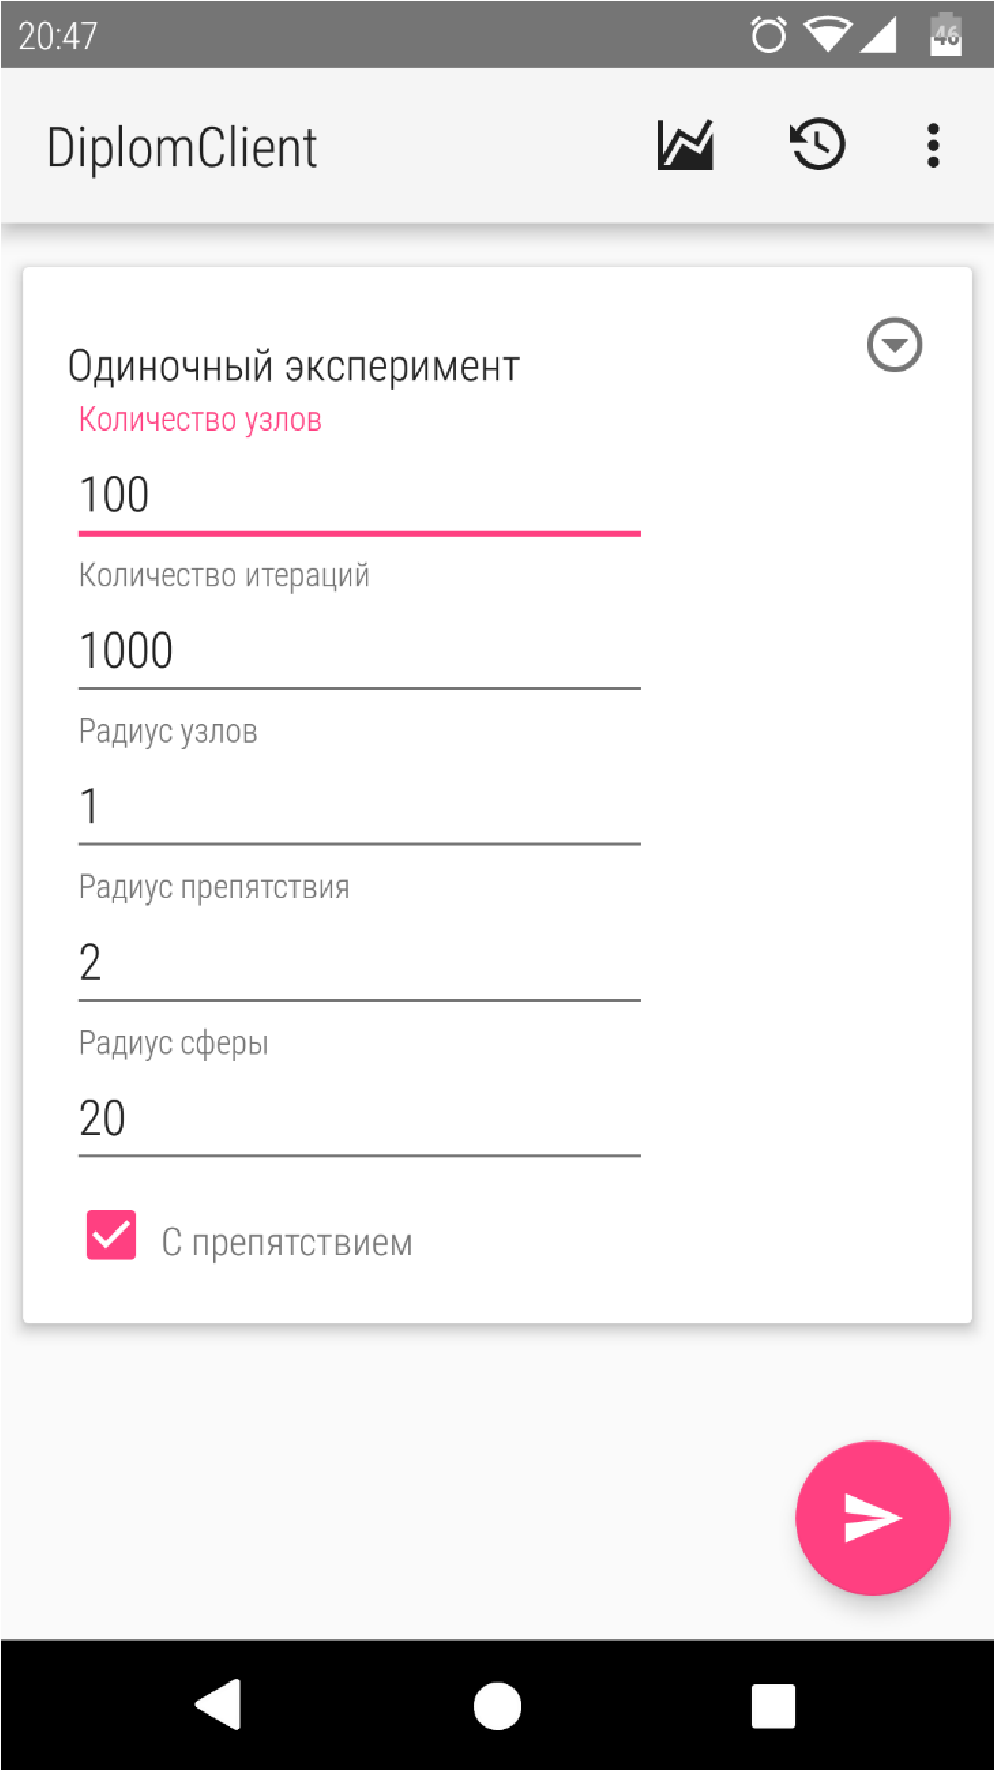 20:47
46
DiplomClient
Одиночный эксперимент
Количество узлов
100
Количество итераций
1000
Радиус узлов
1
Радиус препятствия
2
Радиус сферы
20
С препятствием